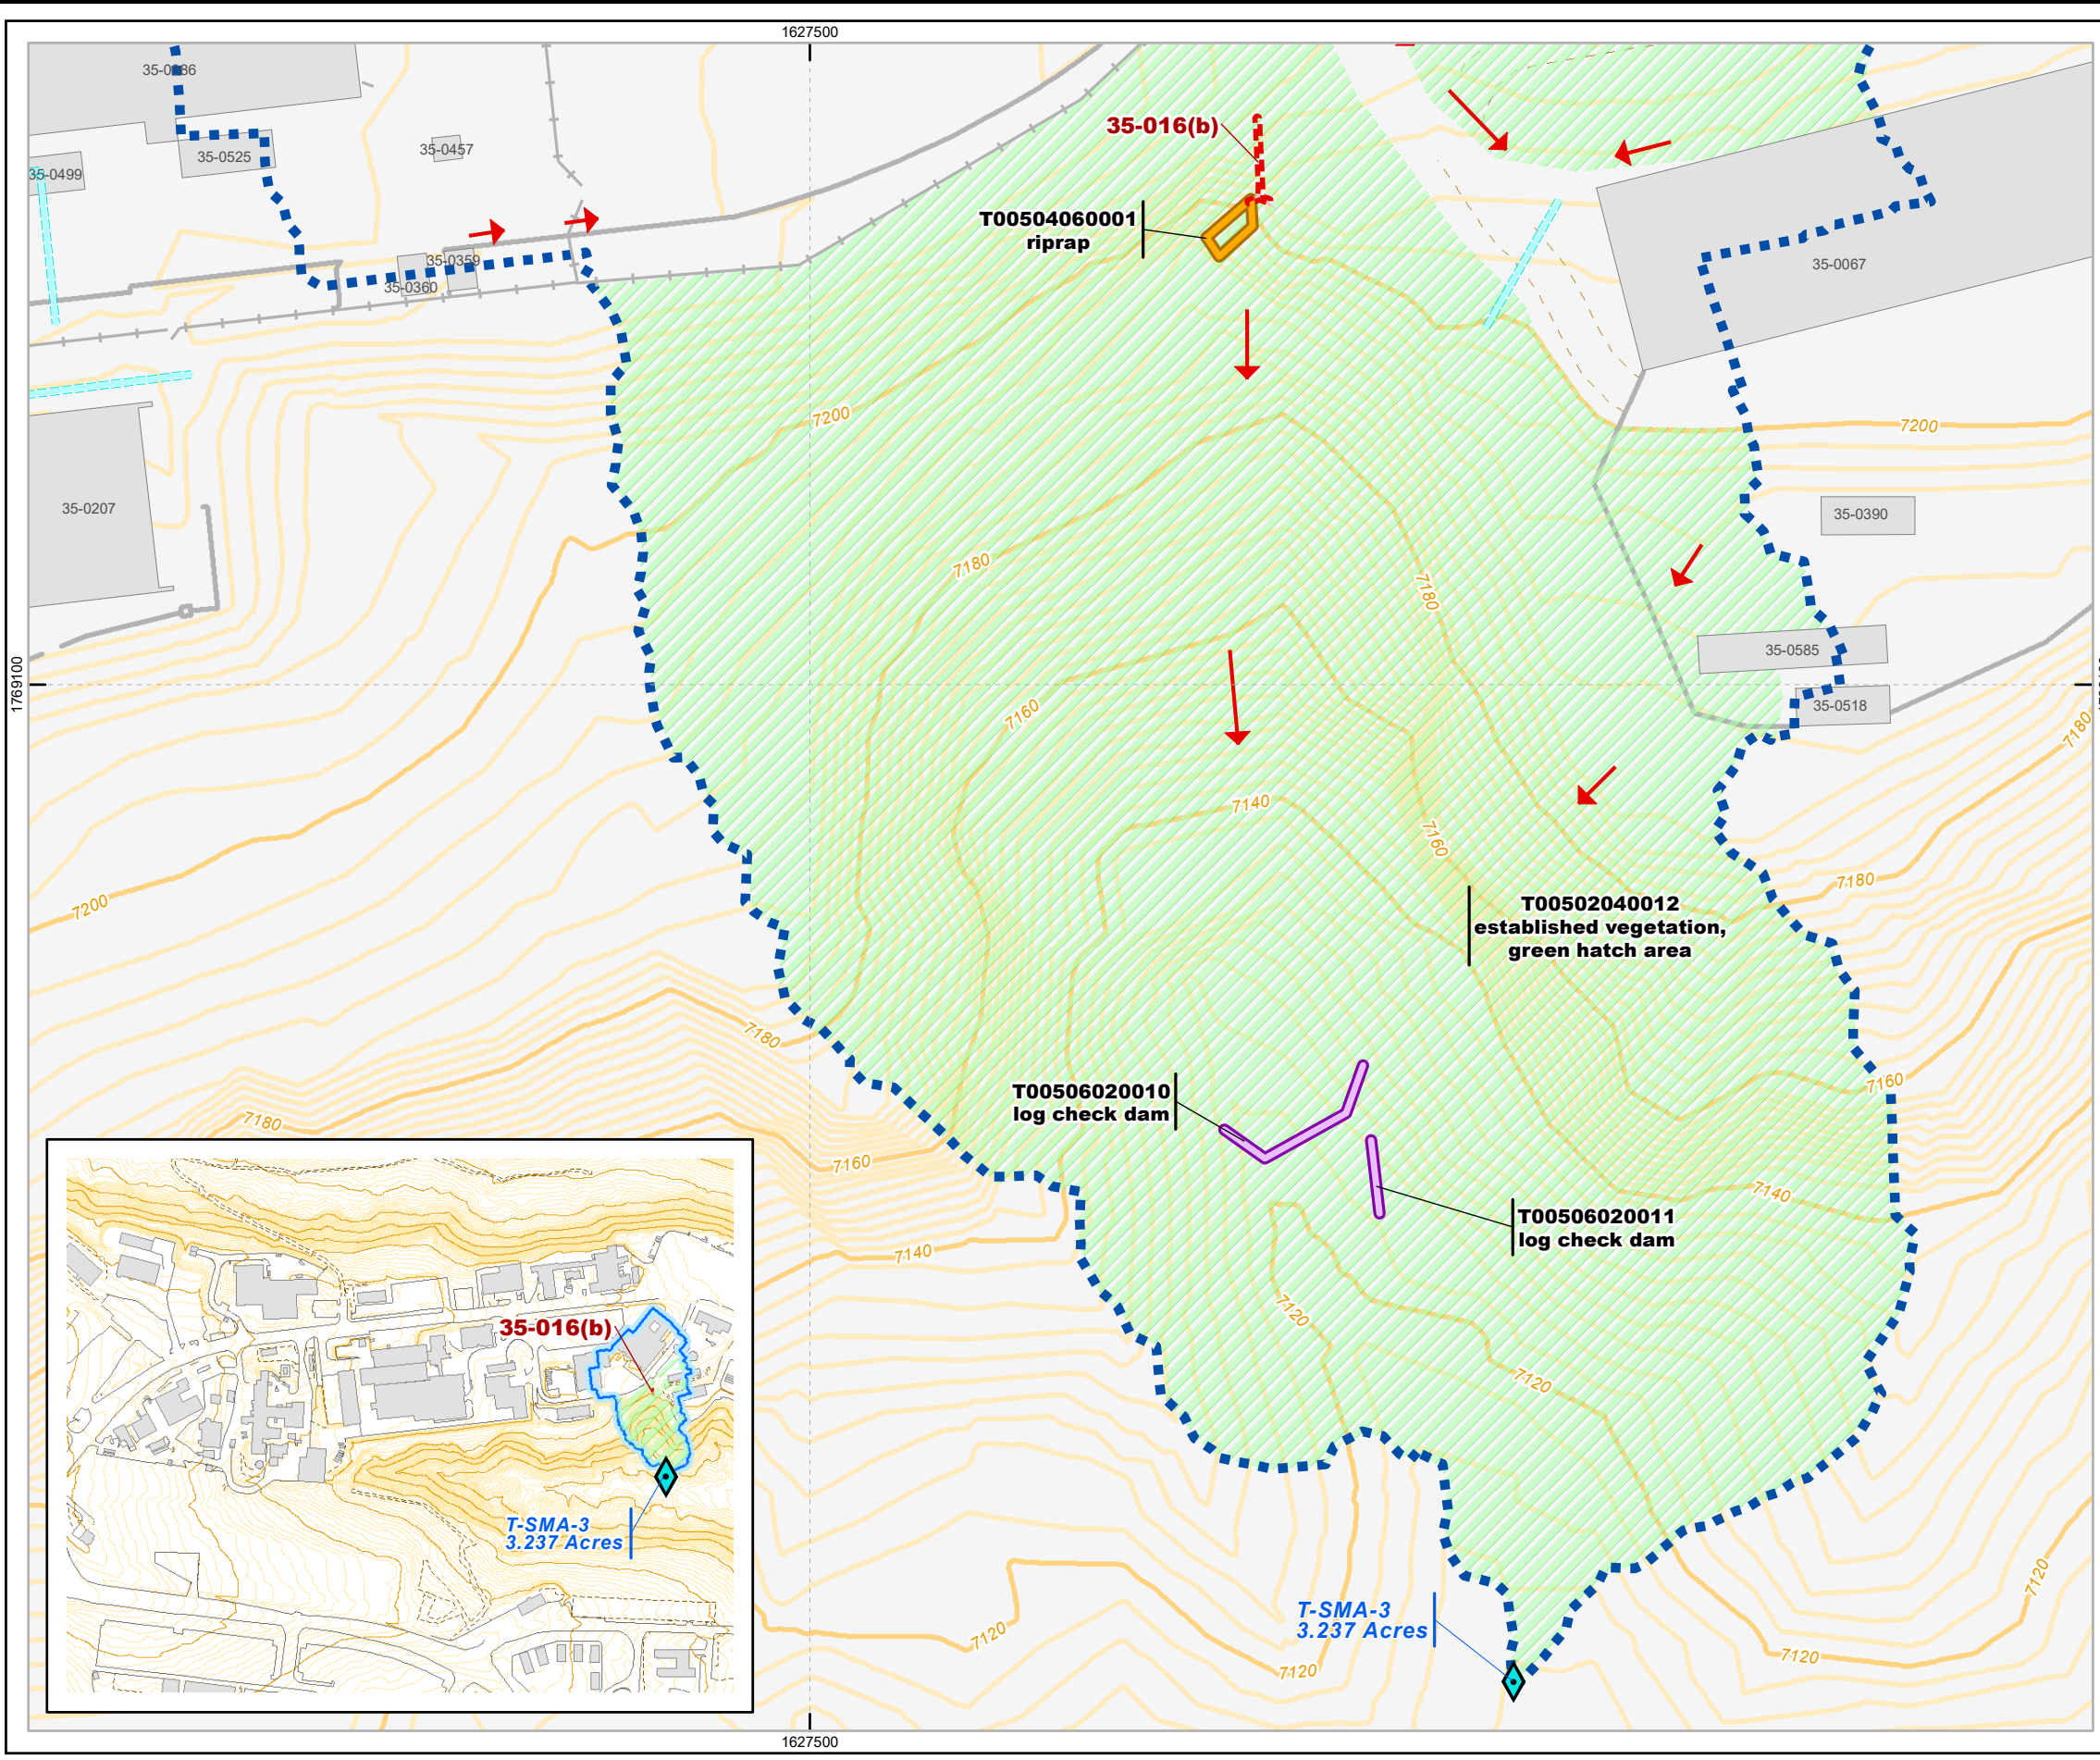 1627500
35-0086
35-0525
35-0499
35-0457
35-016(b)
T00504060001
riprap
35-0359
35-0360
35-0067
7200
7200
35-0207
35-0390
7180
7180
35-0585
1769100
35-0518
7160
7180
7140
7160
7180
7200
T00502040012
established vegetation,
green hatch area
7180
7160
T00506020010
log check dam
7180
7160
7140
T00506020011
log check dam
7140
7120
7120
35-016(b)
T-SMA-3
3.237 Acres
T-SMA-3
3.237 Acres
7120
7120
7120
7120
1627500